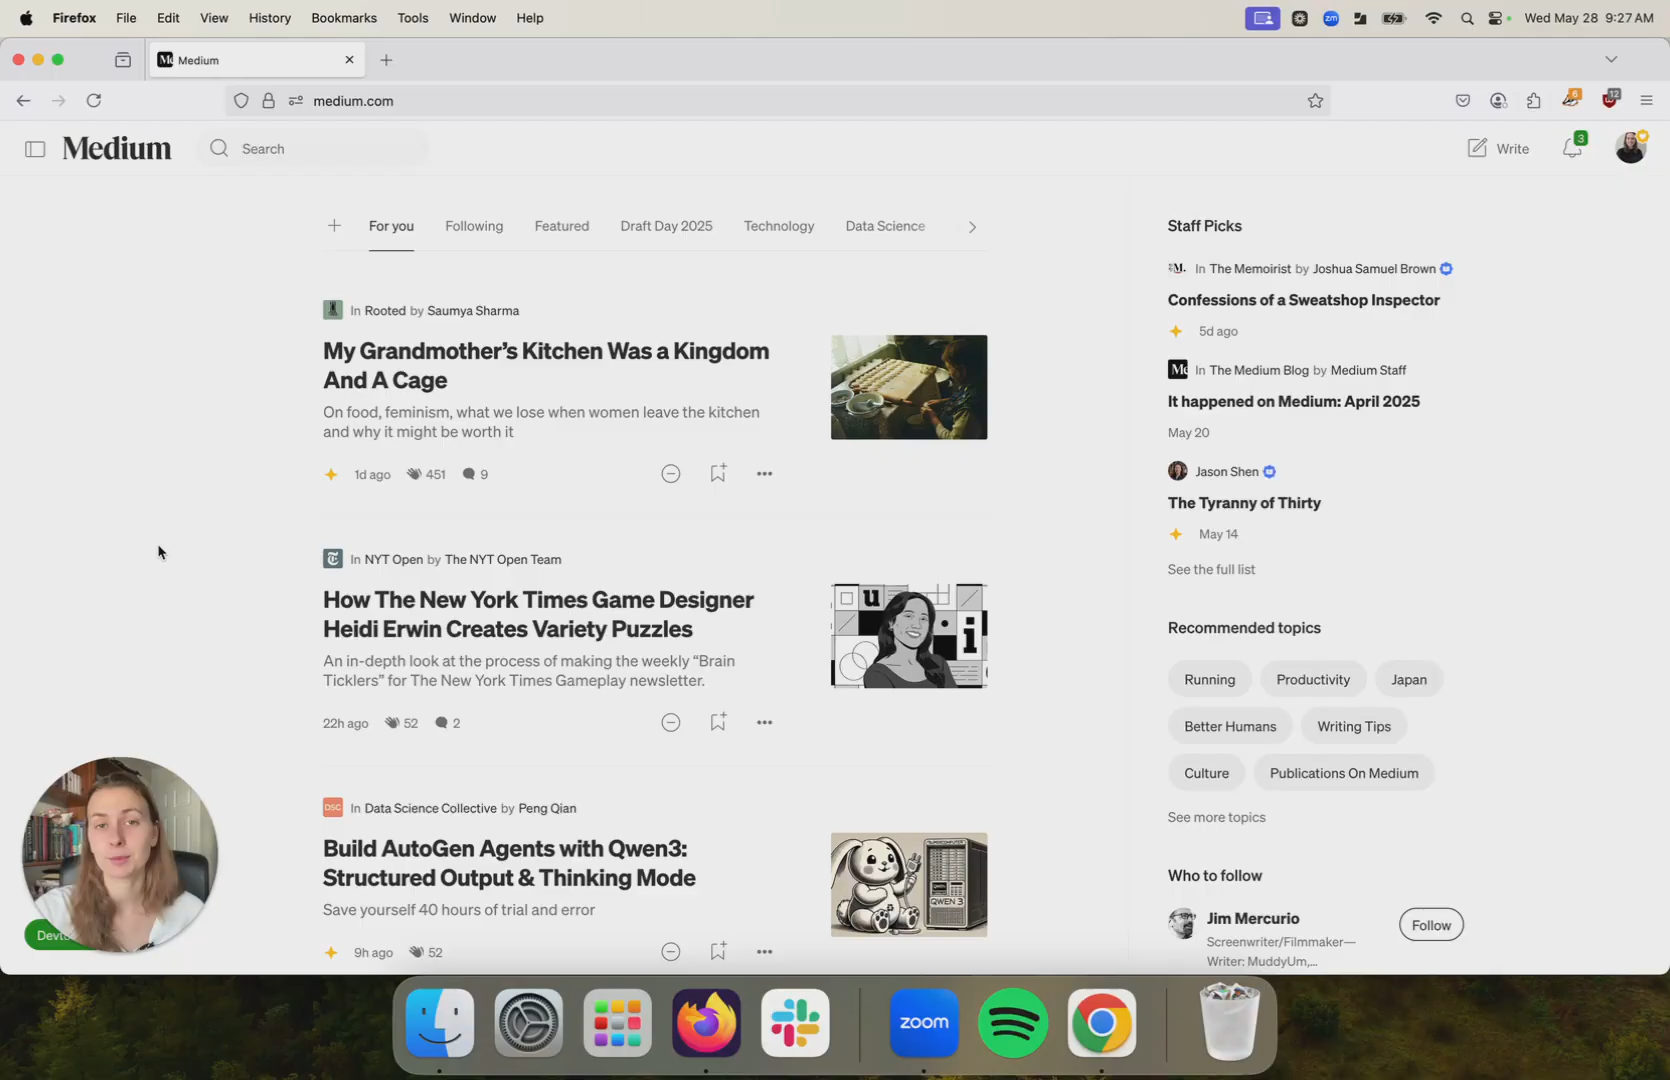 Firefox File Edit View History Bookmarks Tools Window Help
zm
Wed May 28 9:27 AM
Medium
medium.com
6
12
Medium
Search
Write
3
For you Following Featured Draft Day 2025 Technology Data Science
In Rooted by Saumya Sharma
My Grandmother’s Kitchen Was a Kingdom
And A Cage
On food, feminism, what we lose when women leave the kitchen
and why it might be worth it
1d ago 451 9
In NYT Open by The NYT Open Team
How The New York Times Game Designer
Heidi Erwin Creates Variety Puzzles
An in-depth look at the process of making the weekly “Brain
Ticklers” for The New York Times Gameplay newsletter.
22h ago 52 2
u
i
DSC
In Data Science Collective by Peng Qian
Build AutoGen Agents with Qwen3:
Structured Output & Thinking Mode
Save yourself 40 hours of trial and error
9h ago 52
QWEN 3
Staff Picks
In The Memoirist by Joshua Samuel Brown
Confessions of a Sweatshop Inspector
5d ago
In The Medium Blog by Medium Staff
It happened on Medium: April 2025
May 20
Jason Shen
The Tyranny of Thirty
May 14
See the full list
Recommended topics
Running Productivity Japan
Better Humans Writing Tips
Culture Publications On Medium
See more topics
Who to follow
Jim Mercurio
Follow
Screenwriter/Filmmaker—
Writer: MuddyUm,...
zoom